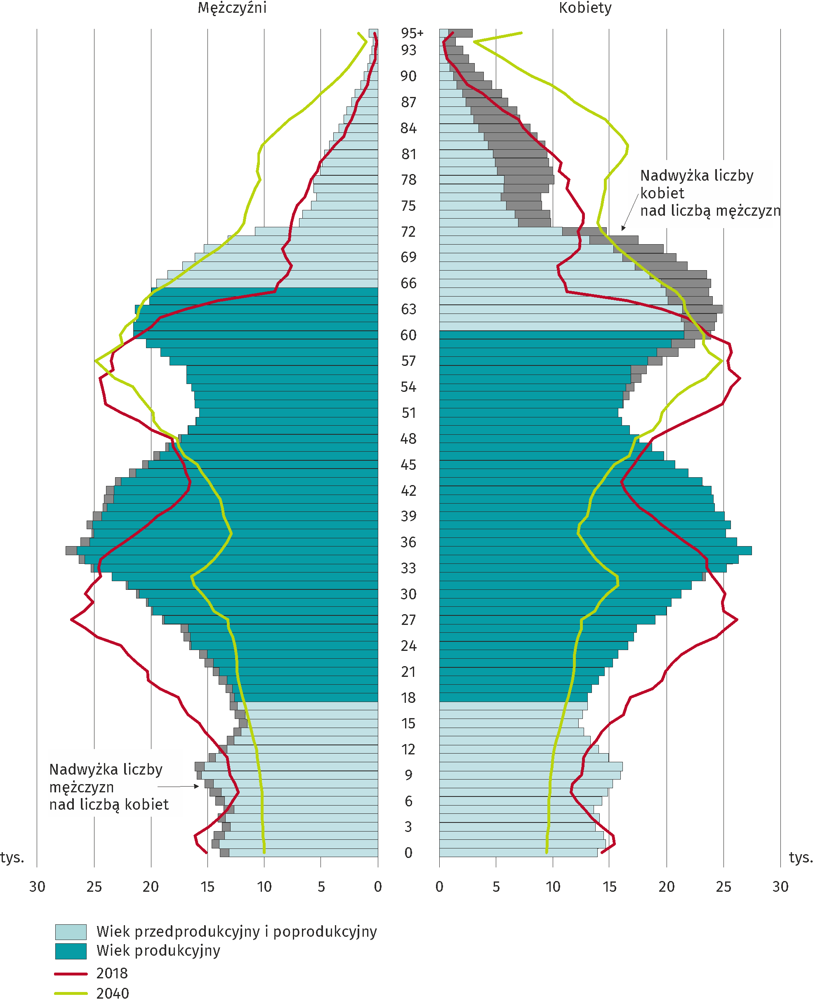 Mężczyźni
Kobiety
95+
93
90
87
84
81
78
Nadwyżka liczby
kobiet
nad liczbą mężczyzn
75
72
69
66
63
60
57
54
51
48
45
42
39
36
33
30
27
24
21
18
15
12
Nadwyżka liczby
mężczyzn
nad liczbą kobiet
9
6
3
0
tys.
tys.
30 25 20 15 10 5 0 0 5 10 15 20 25 30
Wiek przedprodukcyjny i poprodukcyjny
Wiek produkcyjny
2018
2040